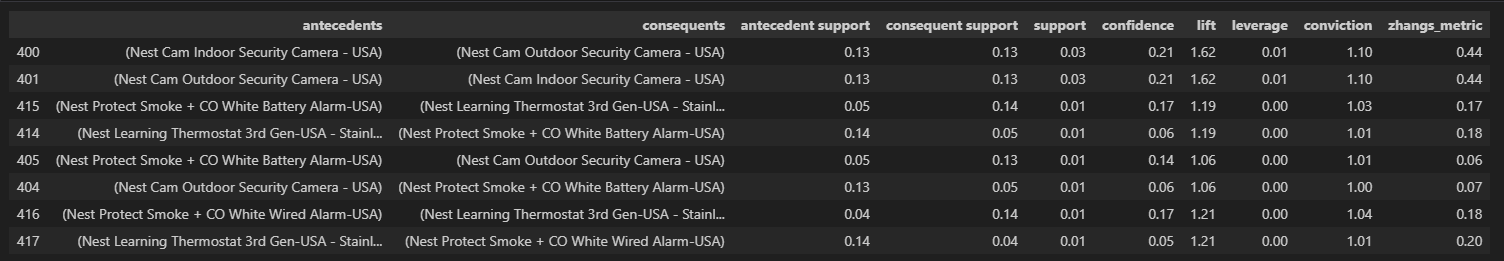 antecedents consequents antecedent support consequent support support confidence lift leverage conviction zhangs_metric
400 (Nest Cam Indoor Security Camera - USA) (Nest Cam Outdoor Security Camera - USA) 0.13 0.13 0.03 0.21 1.62 0.01 1.10 0.44
401 (Nest Cam Outdoor Security Camera - USA) (Nest Cam Indoor Security Camera - USA) 0.13 0.13 0.03 0.21 1.62 0.01 1.10 0.44
415 (Nest Protect Smoke + CO White Battery Alarm-USA) (Nest Learning Thermostat 3rd Gen-USA - Stainl... 0.05 0.14 0.01 0.17 1.19 0.00 1.03 0.17
414 (Nest Learning Thermostat 3rd Gen-USA - Stainl... (Nest Protect Smoke + CO White Battery Alarm-USA) 0.14 0.05 0.01 0.06 1.19 0.00 1.01 0.18
405 (Nest Protect Smoke + CO White Battery Alarm-USA) (Nest Cam Outdoor Security Camera - USA) 0.05 0.13 0.01 0.14 1.06 0.00 1.01 0.06
404 (Nest Cam Outdoor Security Camera - USA) (Nest Protect Smoke + CO White Battery Alarm-USA) 0.13 0.05 0.01 0.06 1.06 0.00 1.00 0.07
416 (Nest Protect Smoke + CO White Wired Alarm-USA) (Nest Learning Thermostat 3rd Gen-USA - Stainl... 0.04 0.14 0.01 0.17 1.21 0.00 1.04 0.18
417 (Nest Learning Thermostat 3rd Gen-USA - Stainl... (Nest Protect Smoke + CO White Wired Alarm-USA) 0.14 0.04 0.01 0.05 1.21 0.00 1.01 0.20